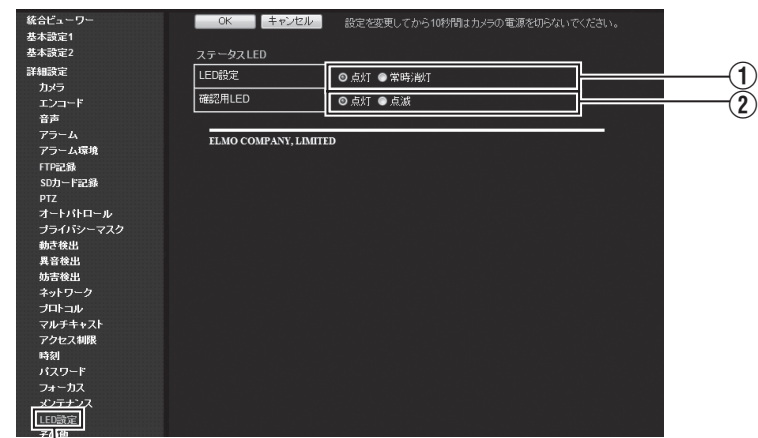 統合ビューワー
基本設定1
基本設定2
詳細設定
カメラ
エンコード
音声
アラーム
アラーム環境
FTP記録
SDカード記録
PTZ
オートパトロール
プライバシーマスク
動き検出
異音検出
妨害検出
ネットワーク
プロトコル
マルチキャスト
アクセス制限
時刻
パスワード
フォーカス
メンテナンス
LED設定
OK キャンセル 設定を変更してから10秒間はカメラの電源を切らないでください。
ステータスLED
LED設定 点灯 常時消灯 ①
確認用LED 点灯 点滅 ②
ELMO COMPANY, LIMITED